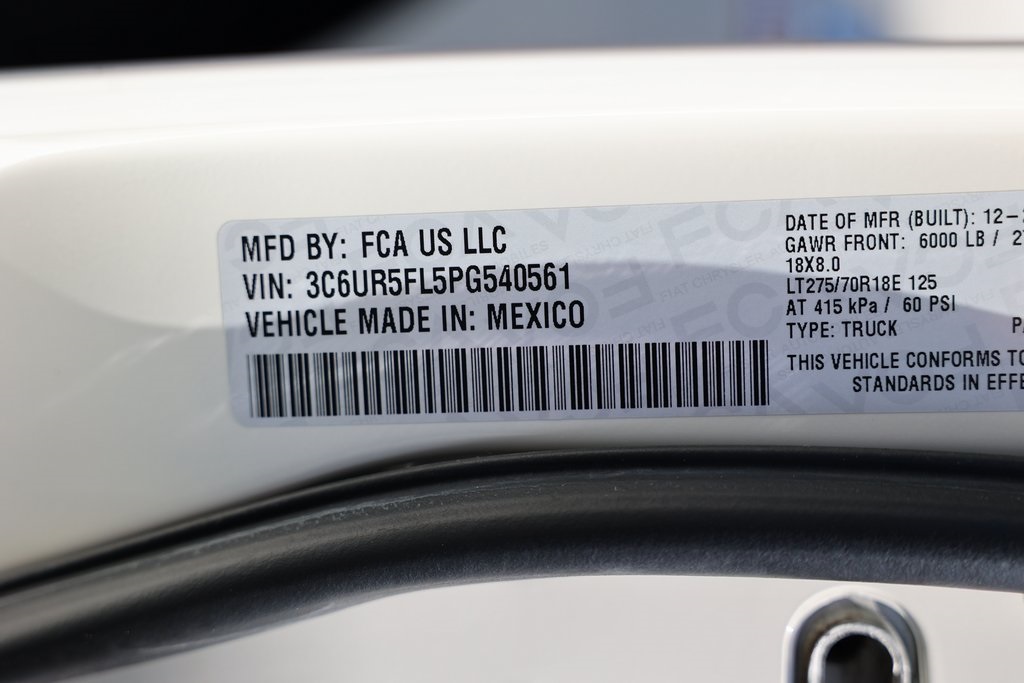 MFD BY: FCA US LLC
VIN: 3C6UR5FL5PG540561
VEHICLE MADE IN: MEXICO
DATE OF MFR (BUILT): 12-
GAWR FRONT: 6000 LB / 2
18X8.0
LT275/70R18E 125
AT 415 kPa / 60 PSI
TYPE: TRUCK
THIS VEHICLE CONFORMS TO
STANDARDS IN EFFE